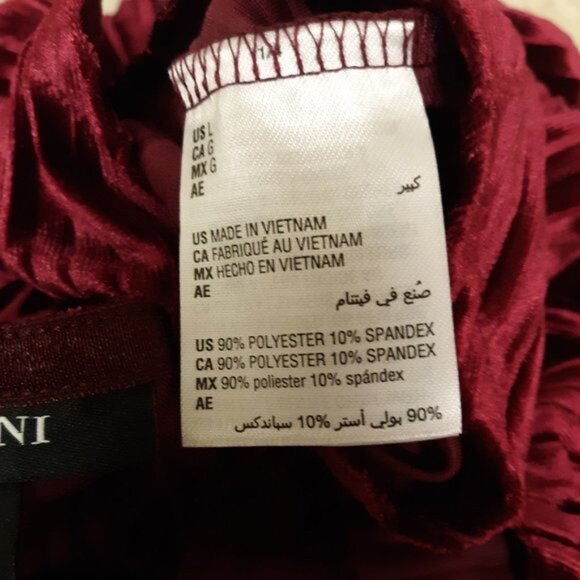 US L
CA G
MX G
AE
كبير
US MADE IN VIETNAM
CA FABRIQUÉ AU VIETNAM
MX HECHO EN VIETNAM
AE
صُنع في فيتنام
US 90% POLYESTER 10% SPANDEX
CA 90% POLYESTER 10% SPANDEX
MX 90% poliester 10% spándex
AE
90% بولي أستر 10% سباندكس
NI